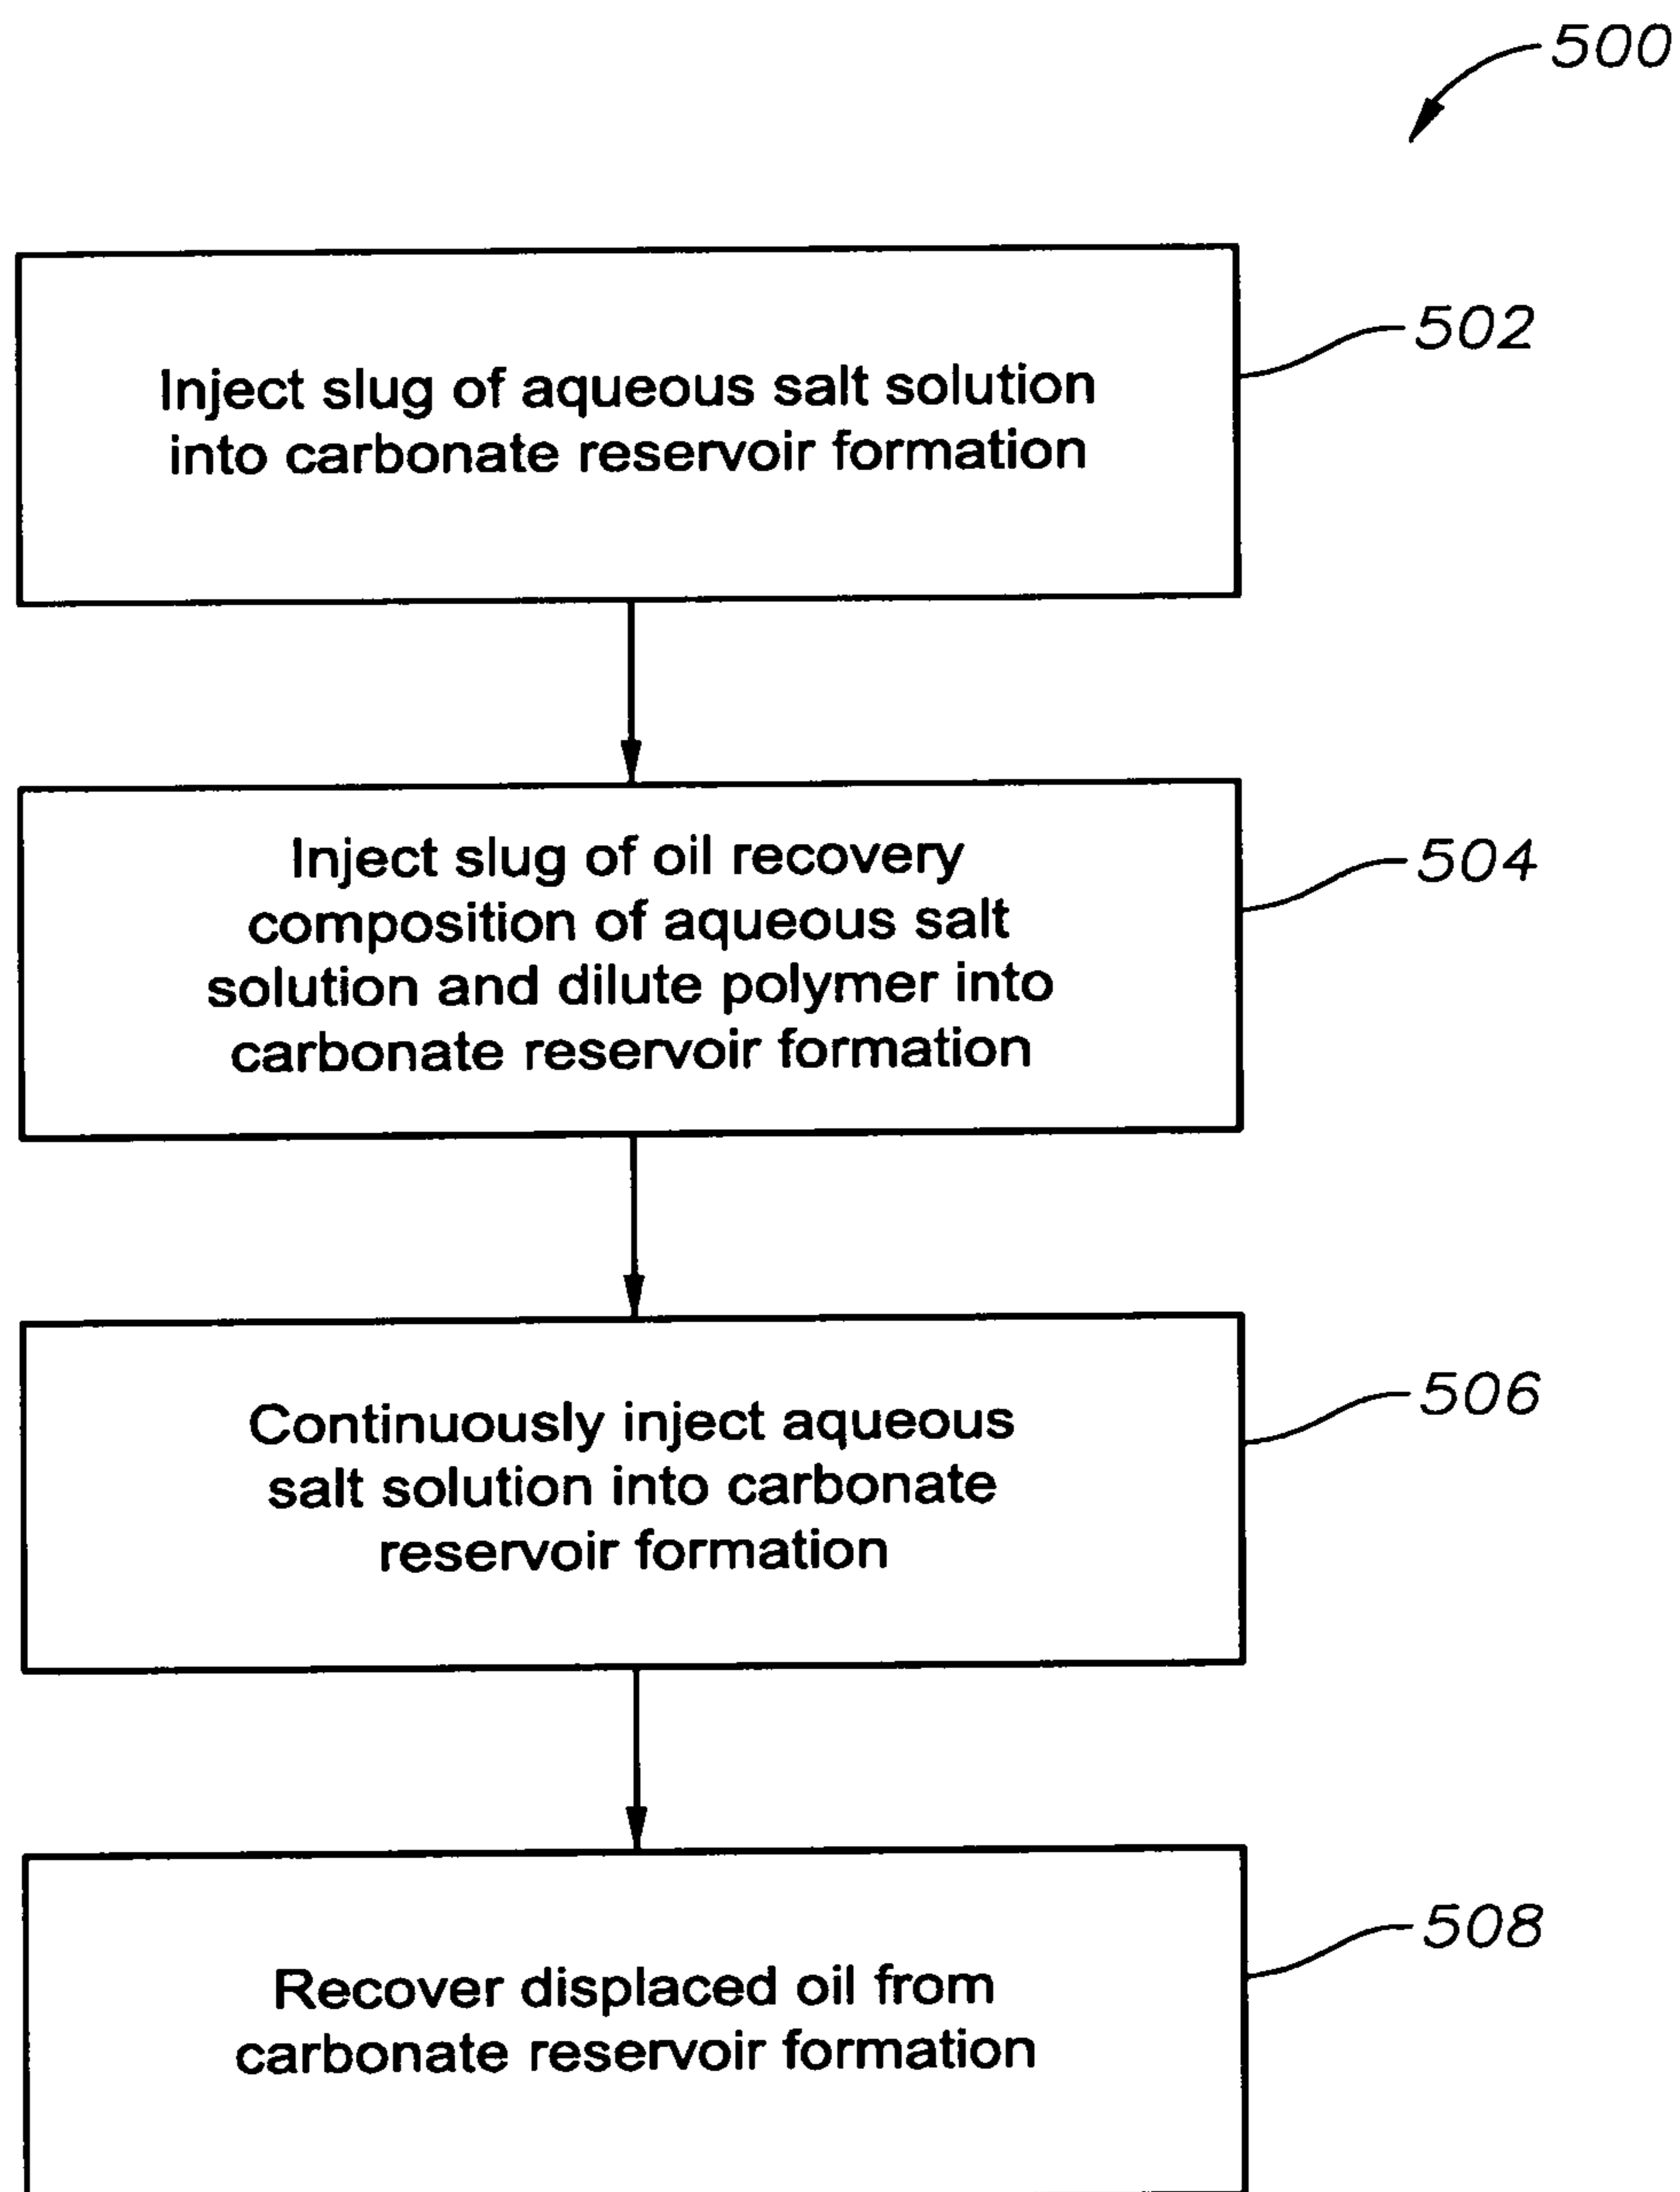 500
Inject slug of aqueous salt solution
into carbonate reservoir formation
502
Inject slug of oil recovery
composition of aqueous salt
solution and dilute polymer into
carbonate reservoir formation
504
Continuously inject aqueous
salt solution into carbonate
reservoir formation
506
Recover displaced oil from
carbonate reservoir formation
508